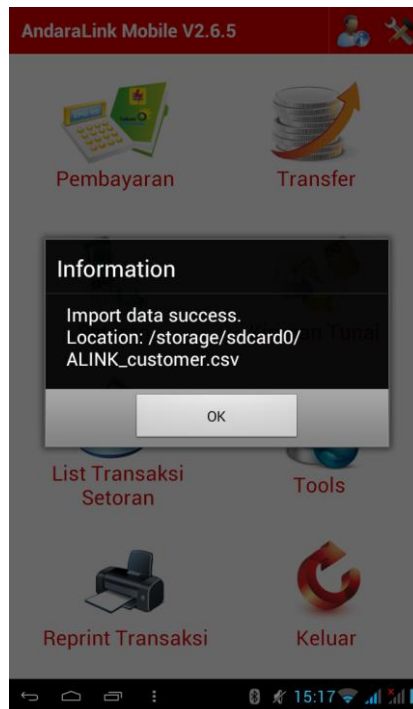 AndaraLink Mobile V2.6.5
Pembayaran
Transfer
Information
Import data success.
Location: /storage/sdcard0/
ALINK_customer.csv
Tunai
OK
List Transaksi
Setoran
Tools
Reprint Transaksi
Keluar
15:17